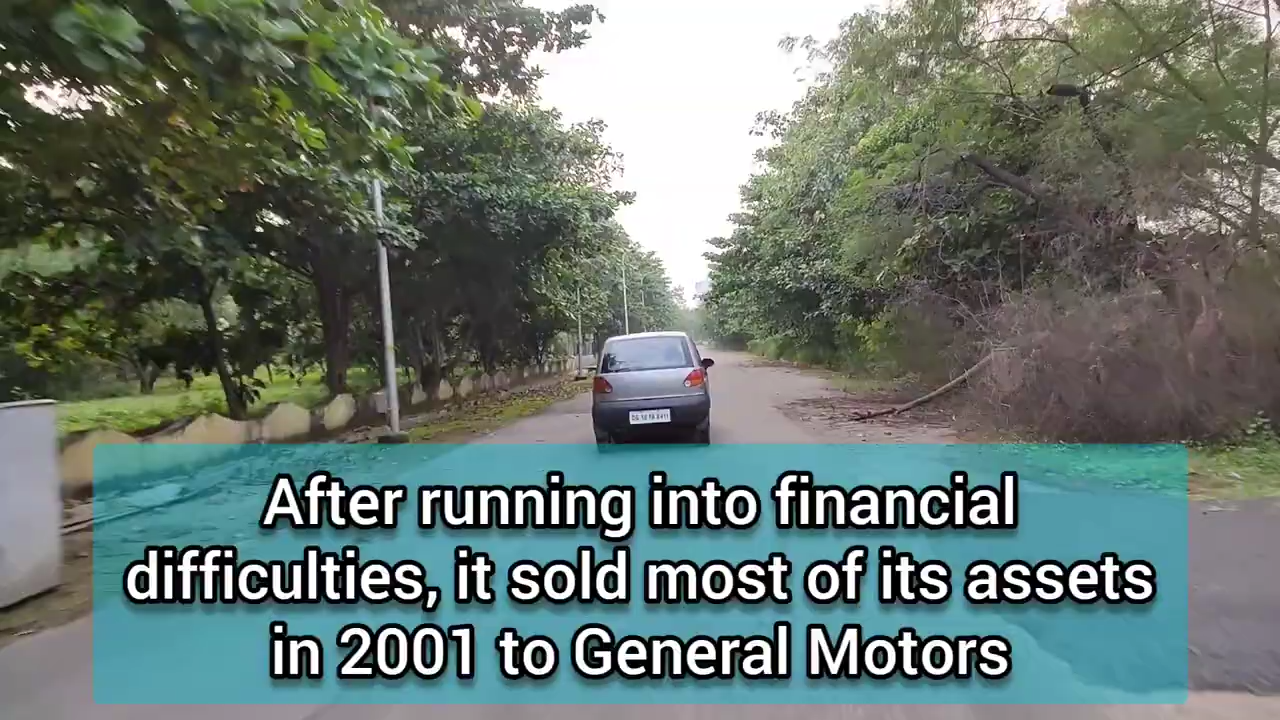 After running into financial
difficulties, it sold most of its assets
in 2001 to General Motors